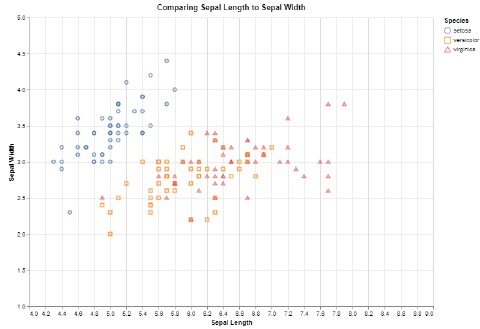 Comparing Sepal Length to Sepal Width
Species
setosa
versicolor
virginica
Sepal Width
5.0
4.5
4.0
3.5
3.0
2.5
2.0
1.5
1.0
4.0 4.2 4.4 4.6 4.8 5.0 5.2 5.4 5.6 5.8 6.0 6.2 6.4 6.6 6.8 7.0 7.2 7.4 7.6 7.8 8.0 8.2 8.4 8.6 8.8 9.0
Sepal Length